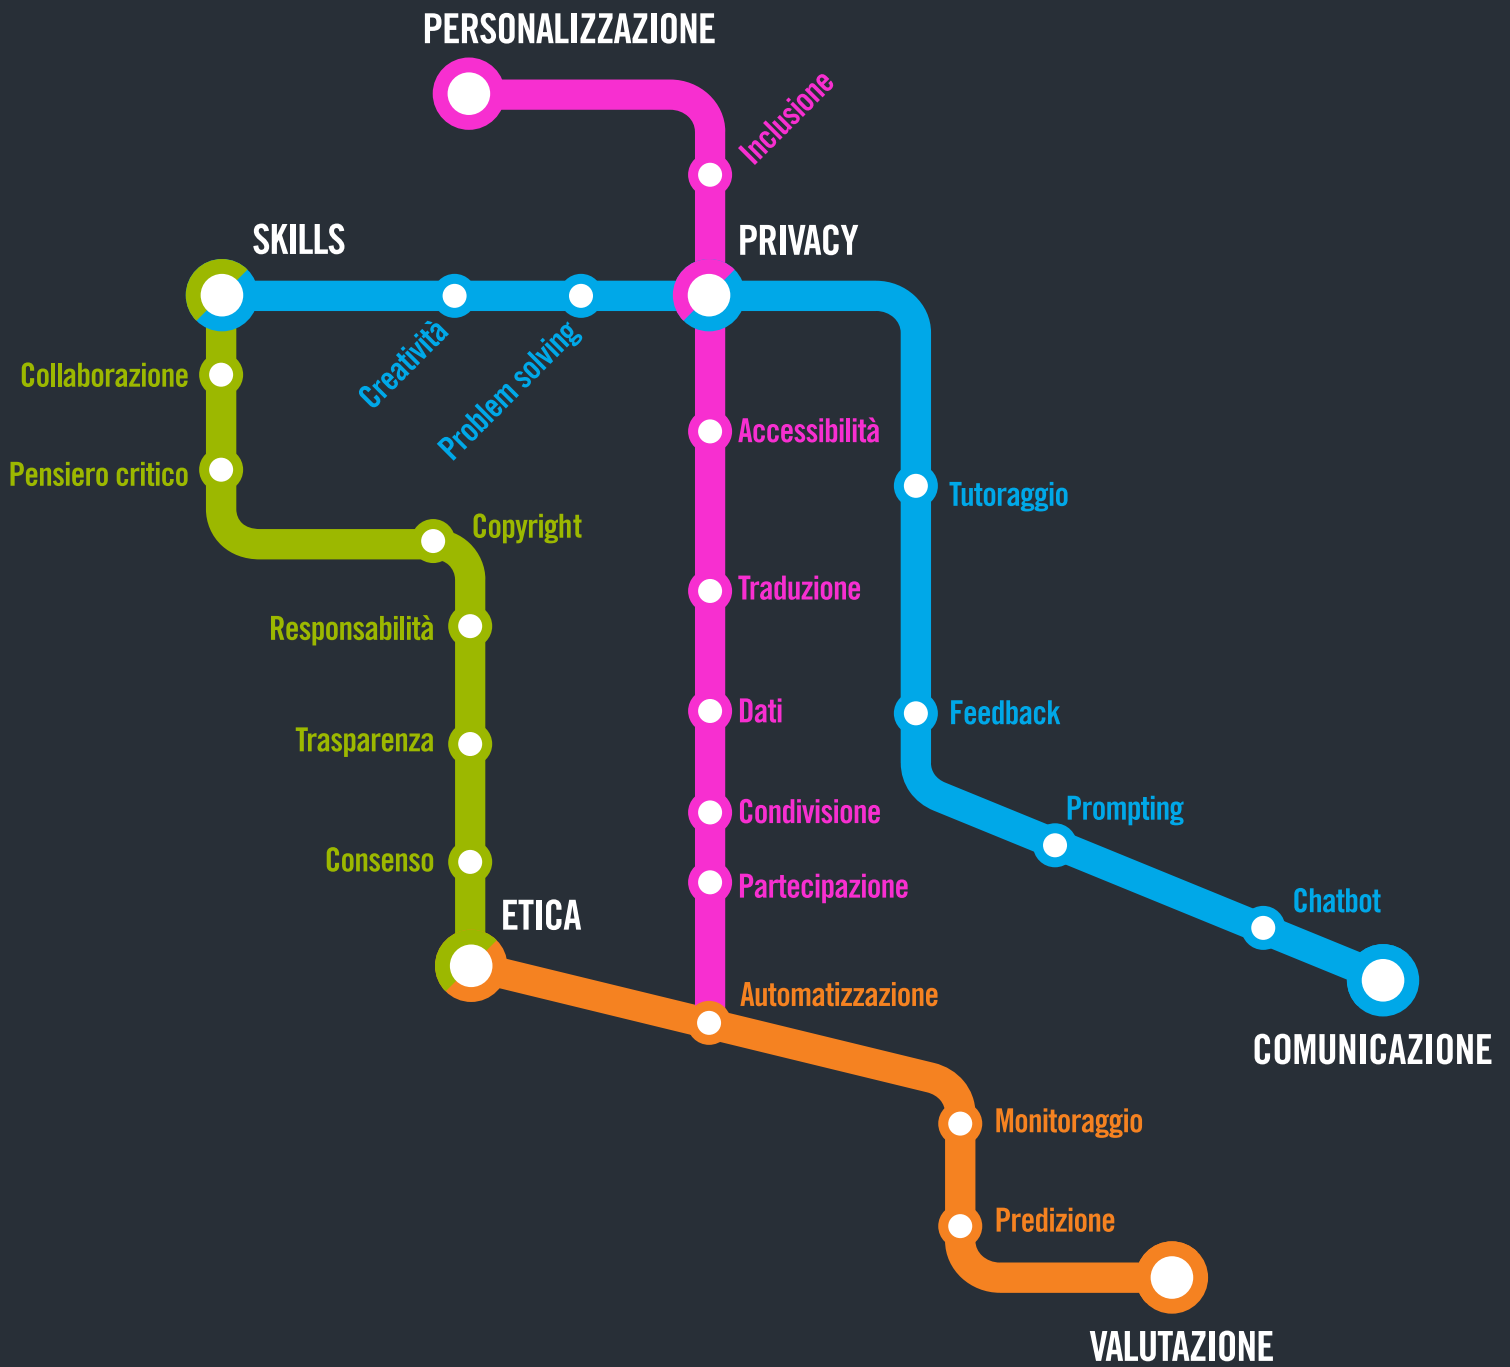 PERSONALIZZAZIONE
Inclusione
SKILLS
PRIVACY
Collaborazione
Creatività
Problem solving
Pensiero critico
Accessibilità
Tutoraggio
Copyright
Traduzione
Responsabilità
Dati
Feedback
Trasparenza
Condivisione
Prompting
Consenso
Partecipazione
Chatbot
ETICA
Automatizzazione
COMUNICAZIONE
Monitoraggio
Predizione
VALUTAZIONE